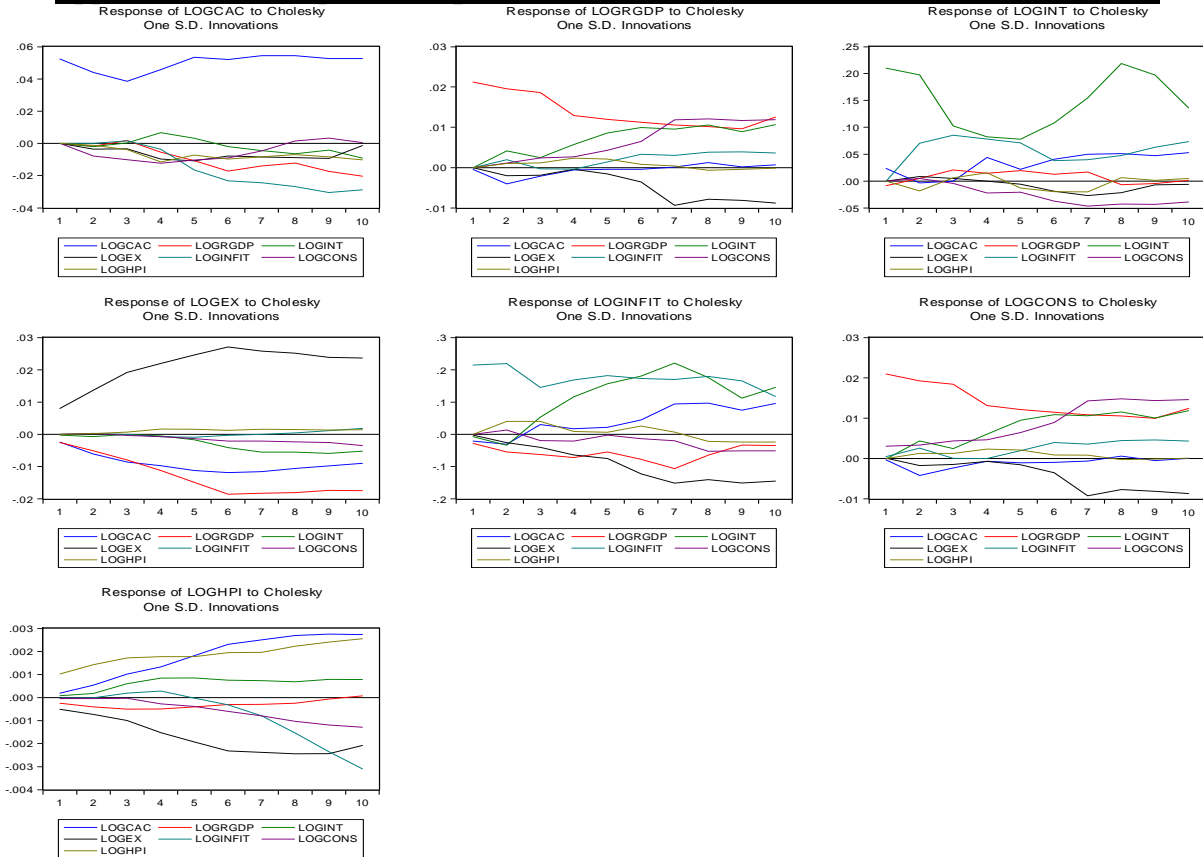 Response of LOGCAC to Cholesky
One S.D. Innovations
.06
.04
.02
.00
-.02
-.04
1 2 3 4 5 6 7 8 9 10
LOGCAC LOGRGDP LOGINT
LOGEX LOGINFIT LOGCONS
LOGHPI
Response of LOGRGDP to Cholesky
One S.D. Innovations
.03
.02
.01
.00
-.01
1 2 3 4 5 6 7 8 9 10
LOGCAC LOGRGDP LOGINT
LOGEX LOGINFIT LOGCONS
LOGHPI
Response of LOGINT to Cholesky
One S.D. Innovations
.25
.20
.15
.10
.05
.00
-.05
1 2 3 4 5 6 7 8 9 10
LOGCAC LOGRGDP LOGINT
LOGEX LOGINFIT LOGCONS
LOGHPI
Response of LOGEX to Cholesky
One S.D. Innovations
.03
.02
.01
.00
-.01
-.02
1 2 3 4 5 6 7 8 9 10
LOGCAC LOGRGDP LOGINT
LOGEX LOGINFIT LOGCONS
LOGHPI
Response of LOGINFIT to Cholesky
One S.D. Innovations
.3
.2
.1
.0
-.1
-.2
1 2 3 4 5 6 7 8 9 10
LOGCAC LOGRGDP LOGINT
LOGEX LOGINFIT LOGCONS
LOGHPI
Response of LOGCONS to Cholesky
One S.D. Innovations
.03
.02
.01
.00
-.01
1 2 3 4 5 6 7 8 9 10
LOGCAC LOGRGDP LOGINT
LOGEX LOGINFIT LOGCONS
LOGHPI
Response of LOGHPI to Cholesky
One S.D. Innovations
.003
.002
.001
.000
-.001
-.002
-.003
-.004
1 2 3 4 5 6 7 8 9 10
LOGCAC LOGRGDP LOGINT
LOGEX LOGINFIT LOGCONS
LOGHPI